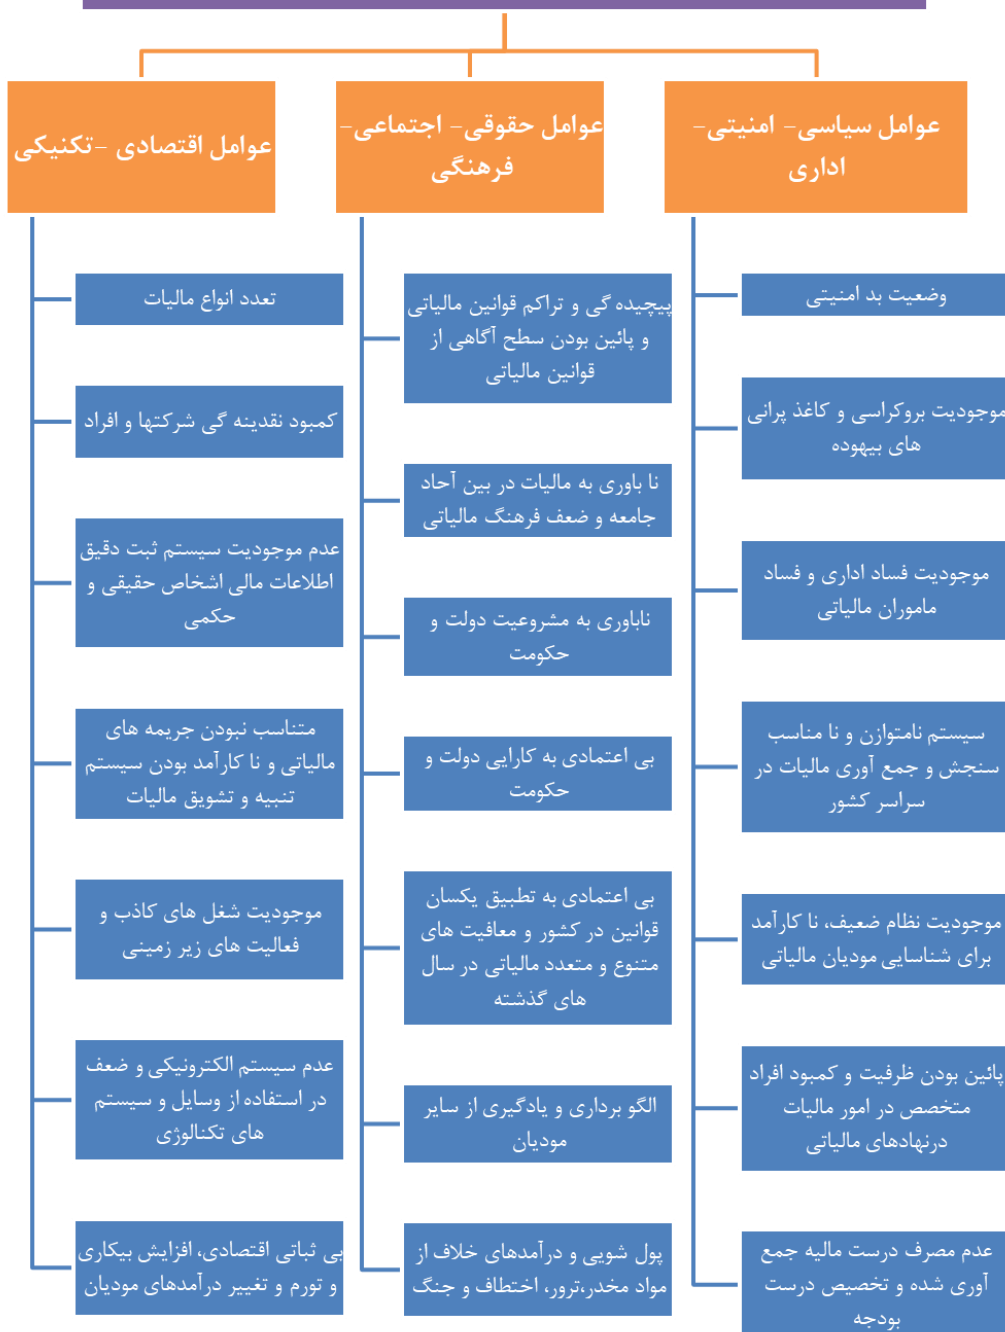 عوامل سیاسی- امنیتی-
اداری
وضعیت بد امنیتی
موجودیت بروکراسی و کاغذ پرانی
های بیهوده
موجودیت فساد اداری و فساد
ماموران مالیاتی
سیستم نامتوازن و نا مناسب
سنجش و جمع آوری مالیات در
سراسر کشور
موجودیت نظام ضعیف، نا کارآمد
برای شناسایی مودیان مالیاتی
پائین بودن ظرفیت و کمبود افراد
متخصص در امور مالیات
درنهادهای مالیاتی
عدم مصرف درست مالیه جمع
آوری شده و تخصیص درست
بودجه
عوامل حقوقی- اجتماعی-
فرهنگی
پیچیده گی و تراکم قوانین مالیاتی
و پائین بودن سطح آگاهی از
قوانین مالیاتی
نا باوری به مالیات در بین آحاد
جامعه و ضعف فرهنگ مالیاتی
ناباوری به مشروعیت دولت و
حکومت
بی اعتمادی به کارایی دولت و
حکومت
بی اعتمادی به تطبیق یکسان
قوانین در کشور و معافیت های
متنوع و متعدد مالیاتی در سال
های گذشته
الگو برداری و یادگیری از سایر
مودیان
پول شویی و درآمدهای خلاف از
مواد مخدر،ترور، اختطاف و جنگ
عوامل اقتصادی -تکنیکی
تعدد انواع مالیات
کمبود نقدینه گی شرکتها و افراد
عدم موجودیت سیستم ثبت دقیق
اطلاعات مالی اشخاص حقیقی و
حکمی
متناسب نبودن جریمه های
مالیاتی و نا کارآمد بودن سیستم
تنبیه و تشویق مالیات
موجودیت شغل های کاذب و
فعالیت های زیر زمینی
عدم سیستم الکترونیکی و ضعف
در استفاده از وسایل و سیستم
های تکنالوژی
بی ثباتی اقتصادی، افزایش بیکاری
و تورم و تغییر درآمدهای مودیان